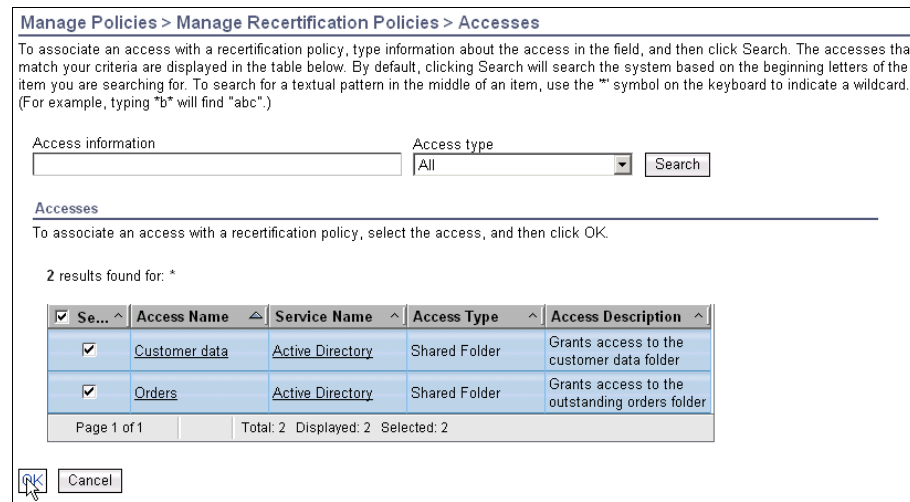 Manage Policies > Manage Recertification Policies > Accesses
To associate an access with a recertification policy, type information about the access in the field, and then click Search. The accesses tha
match your criteria are displayed in the table below. By default, clicking Search will search the system based on the beginning letters of the
item you are searching for. To search for a textual pattern in the middle of an item, use the '*' symbol on the keyboard to indicate a wildcard.
(For example, typing *b* will find "abc".)
Access information
Access type
All
Search
Accesses
To associate an access with a recertification policy, select the access, and then click OK.
2 results found for: *
Se... ^ Access Name Service Name ^ Access Type ^ Access Description ^
Customer data Active Directory Shared Folder Grants access to the
customer data folder
Orders Active Directory Shared Folder Grants access to the
outstanding orders folder
Page 1 of 1 Total: 2 Displayed: 2 Selected: 2
OK Cancel